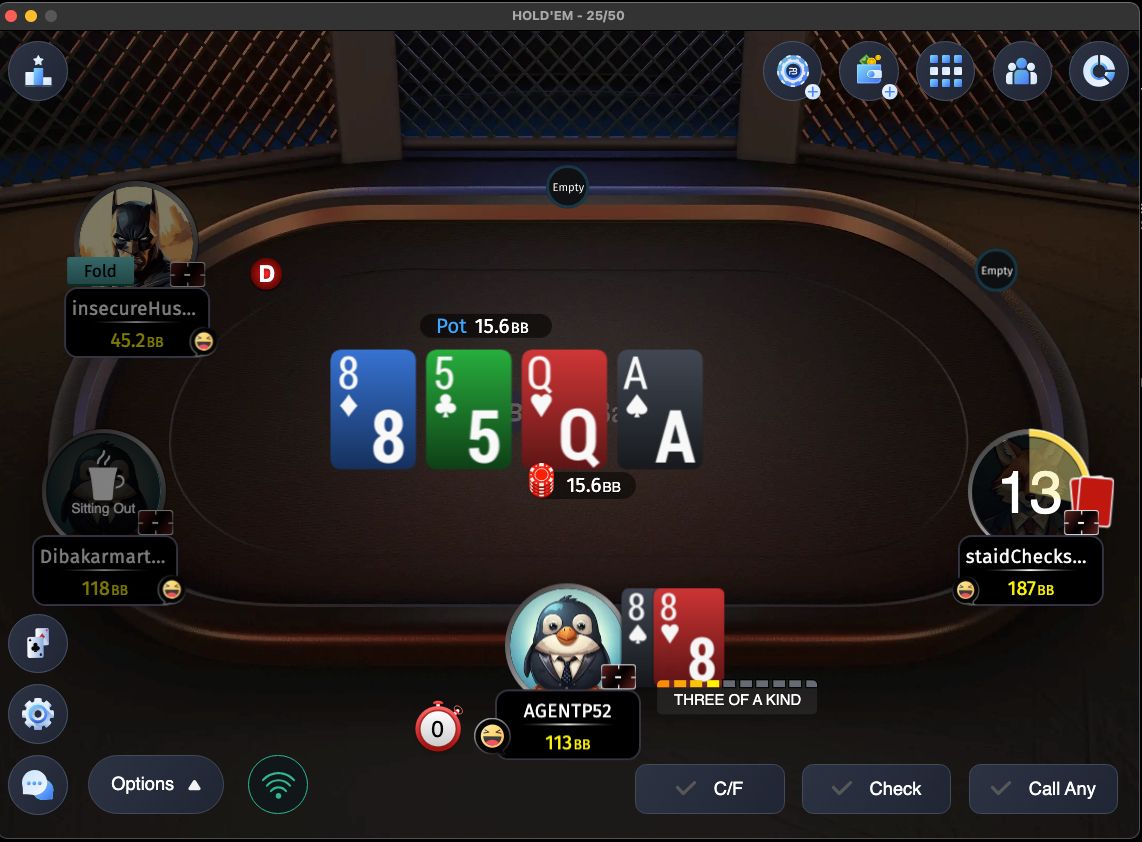 HOLD'EM - 25/50
Empty
Fold
D
Empty
insecureHus...
45.2BB
Pot 15.6BB
8
8
5
5
Q
Q
A
A
15.6BB
Sitting Out
13
Dibakarmart...
118BB
staidChecks...
187BB
8
8
8
THREE OF A KIND
AGENTP52
113BB
0
Options
C/F
Check
Call Any